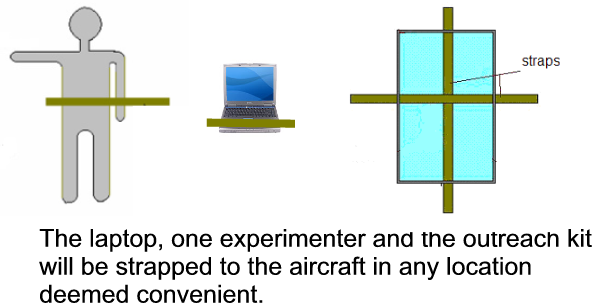 straps
The laptop, one experimenter and the outreach kit
will be strapped to the aircraft in any location
deemed convenient.